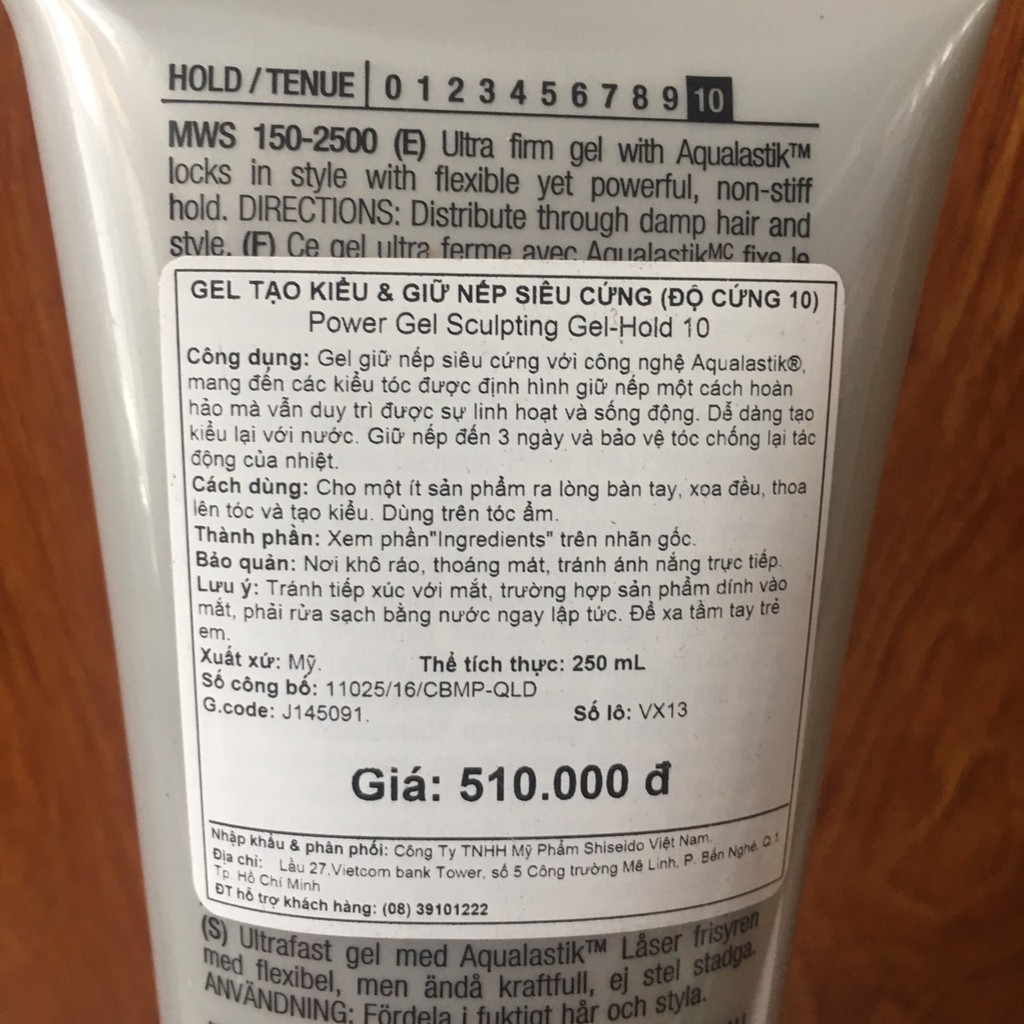 HOLD / TENUE | 0 1 2 3 4 5 6 7 8 9 10
MWS 150-2500 (E) Ultra firm gel with Aqualastik™
locks in style with flexible yet powerful, non-stiff
hold. DIRECTIONS: Distribute through damp hair and
style. (F) Ce gel ultra ferme avec Aqualastikᴹᶜ fixe le
GEL TẠO KIỂU & GIỮ NẾP SIÊU CỨNG (ĐỘ CỨNG 10)
Power Gel Sculpting Gel-Hold 10
Công dụng: Gel giữ nếp siêu cứng với công nghệ Aqualastik®,
mang đến các kiểu tóc được định hình giữ nếp một cách hoàn
hảo mà vẫn duy trì được sự linh hoạt và sống động. Dễ dàng tạo
kiểu lại với nước. Giữ nếp đến 3 ngày và bảo vệ tóc chống lại tác
động của nhiệt.
Cách dùng: Cho một ít sản phẩm ra lòng bàn tay, xoa đều, thoa
lên tóc và tạo kiểu. Dùng trên tóc ẩm.
Thành phần: Xem phần"Ingredients" trên nhãn gốc.
Bảo quản: Nơi khô ráo, thoáng mát, tránh ánh nắng trực tiếp.
Lưu ý: Tránh tiếp xúc với mắt, trường hợp sản phẩm dính vào
mắt, phải rửa sạch bằng nước ngay lập tức. Để xa tầm tay trẻ
em.
Xuất xứ: Mỹ. Thể tích thực: 250 mL
Số công bố: 11025/16/CBMP-QLD
G.code: J145091. Số lô: VX13
Giá: 510.000 đ
Nhập khẩu & phân phối: Công Ty TNHH Mỹ Phẩm Shiseido Việt Nam.
Địa chỉ: Lầu 27,Vietcom bank Tower, số 5 Công trường Mê Linh, P. Bến Nghé, Q.1
Tp. Hồ Chí Minh
ĐT hỗ trợ khách hàng: (08) 39101222
(S) Ultrafast gel med Aqualastik™ Låser frisyren
med flexibel, men ändå kraftfull, ej stel stadga.
ANVÄNDNING: Fördela i fuktigt hår och styla.